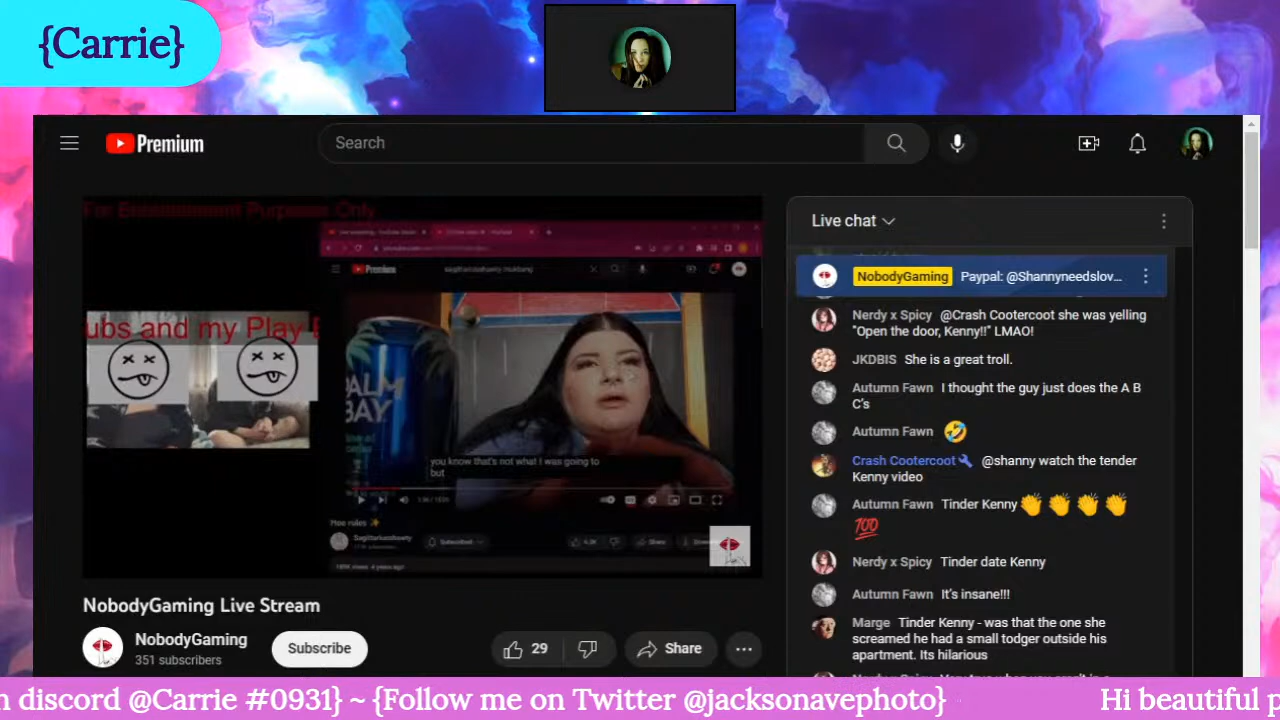 {Carrie}
Premium
Search
For Entertainment Purposes Only
ubs and my Play
Premium
PALM
BAY
you know that's not what I was going to
but
Hoe rules ✨
NobodyGaming Live Stream
NobodyGaming
351 subscribers
Subscribe
29
Share
Live chat
NobodyGaming Paypal: @Shannyneedslov...
Nerdy x Spicy @Crash Cootercoot she was yelling
"Open the door, Kenny!!" LMAO!
JKDBIS She is a great troll.
Autumn Fawn I thought the guy just does the A B
C's
Autumn Fawn 🤣
Crash Cootercoot🔧 @shanny watch the tender
Kenny video
Autumn Fawn Tinder Kenny 👏👏👏👏
💯
Nerdy x Spicy Tinder date Kenny
Autumn Fawn It's insane!!!
Marge Tinder Kenny - was that the one she
screamed he had a small todger outside his
apartment. Its hilarious
n discord @Carrie #0931} ~ {Follow me on Twitter @jacksonavephoto}
Hi beautiful p